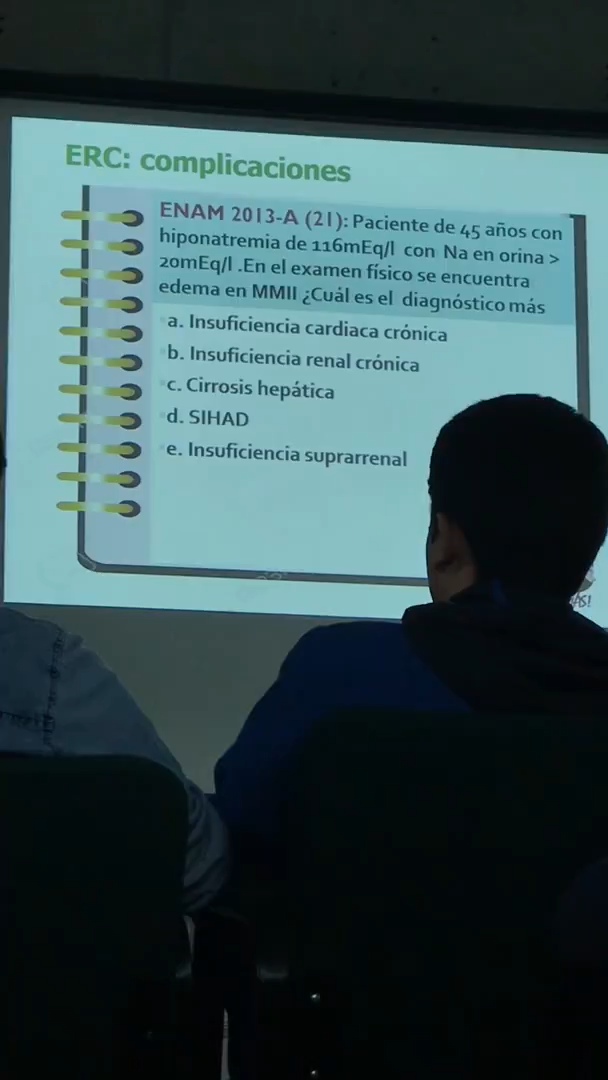 ERC: complicaciones
ENAM 2013-A (21): Paciente de 45 años con
hiponatremia de 116mEq/l con Na en orina >
20mEq/l .En el examen físico se encuentra
edema en MMII ¿Cuál es el diagnóstico más
a. Insuficiencia cardiaca crónica
b. Insuficiencia renal crónica
c. Cirrosis hepática
d. SIHAD
e. Insuficiencia suprarrenal